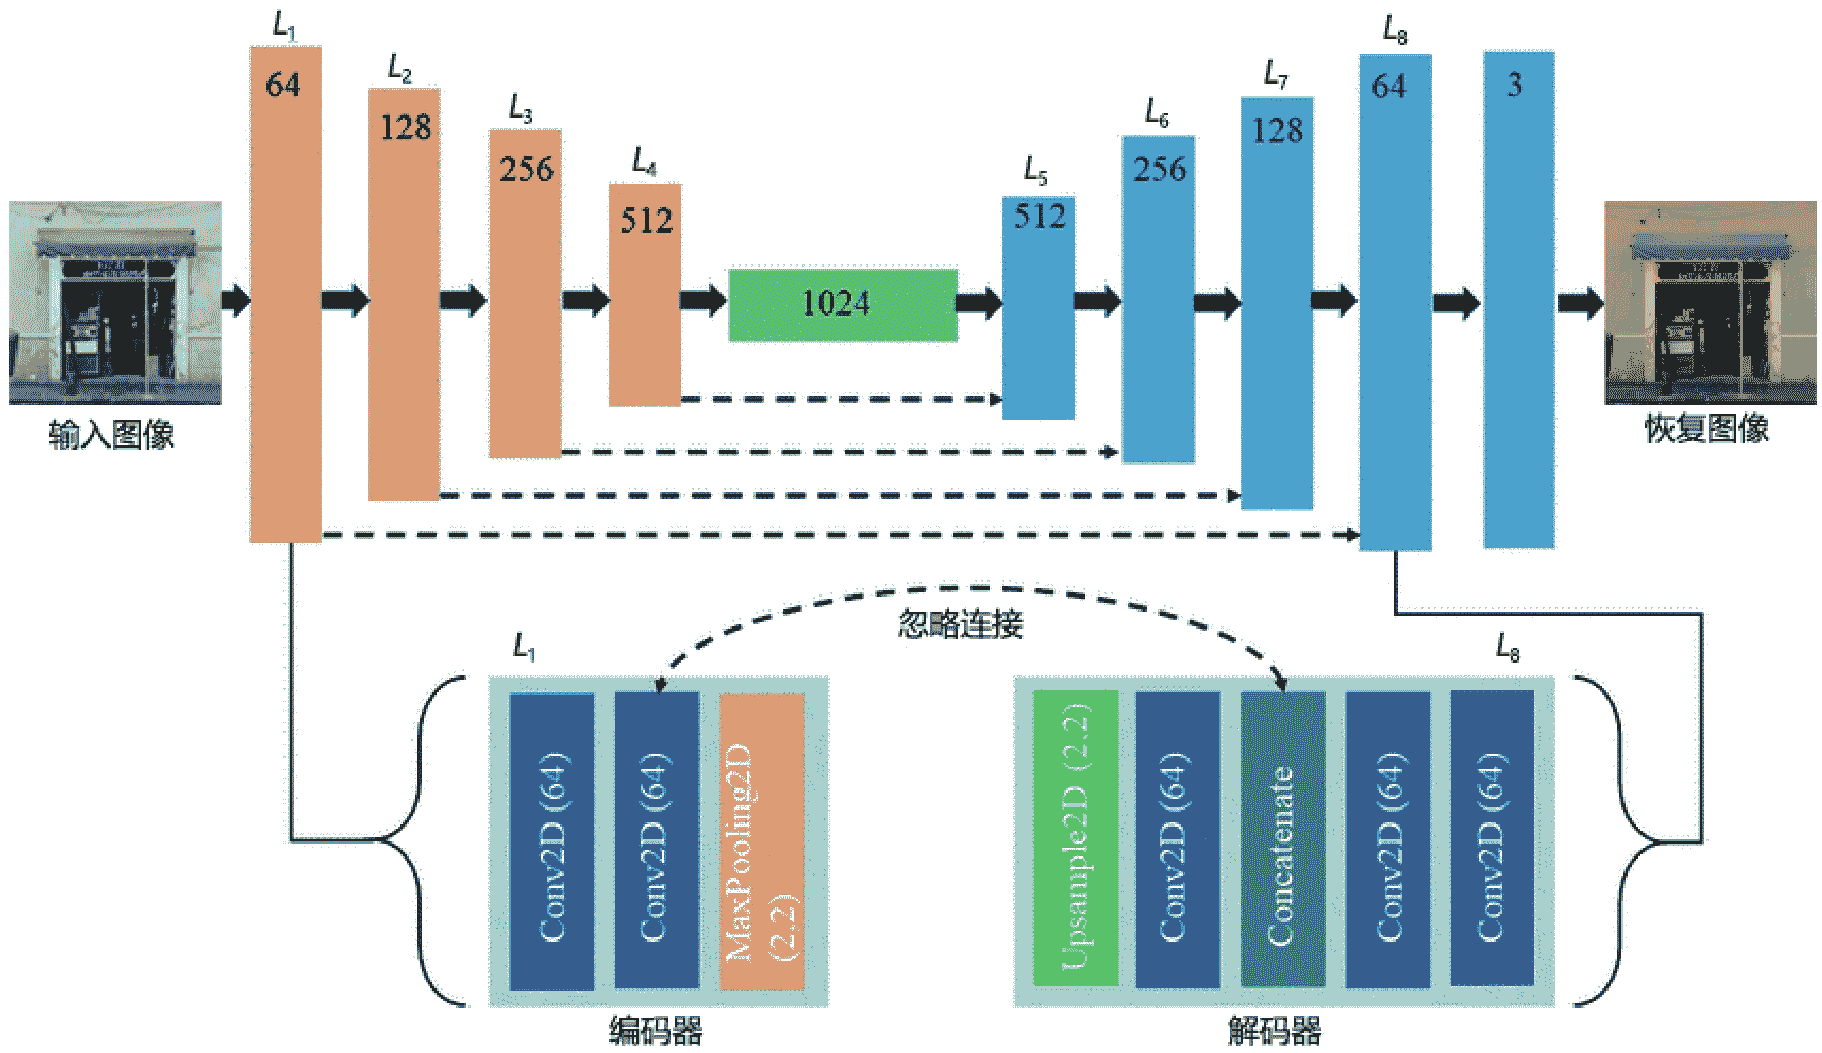 L1
L2
L3
L4
L5
L6
L7
L8
64
128
256
512
1024
512
256
128
64
3
输入图像
恢复图像
忽略连接
L1
L8
Conv2D (64)
Conv2D (64)
MaxPooling2D
(2.2)
Upsample2D (2.2)
Conv2D (64)
Concatenate
Conv2D (64)
Conv2D (64)
编码器
解码器